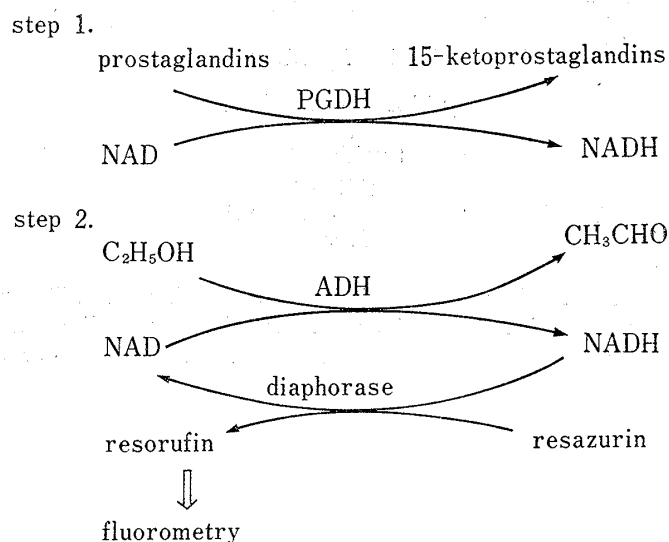 step 1.
prostaglandins 15-ketoprostaglandins
PGDH
NAD NADH
step 2.
C₂H₅OH CH₃CHO
ADH
NAD NADH
diaphorase
resorufin resazurin
fluorometry